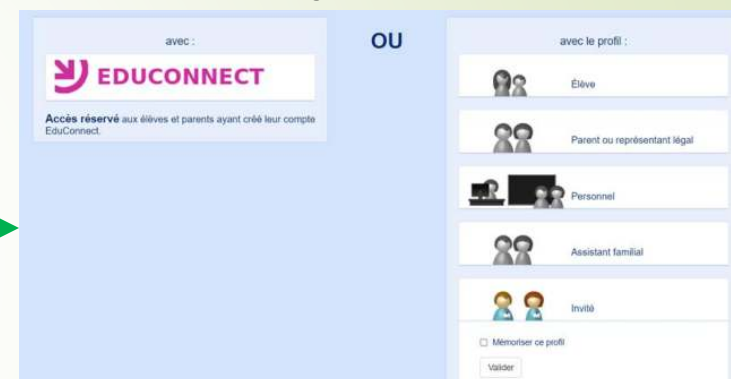 avec :
EDUCONNECT
Accès réservé aux élèves et parents ayant créé leur compte
EduConnect.
OU
avec le profil :
Élève
Parent ou représentant légal
Personnel
Assistant familial
Invité
Mémoriser ce profil
Valider